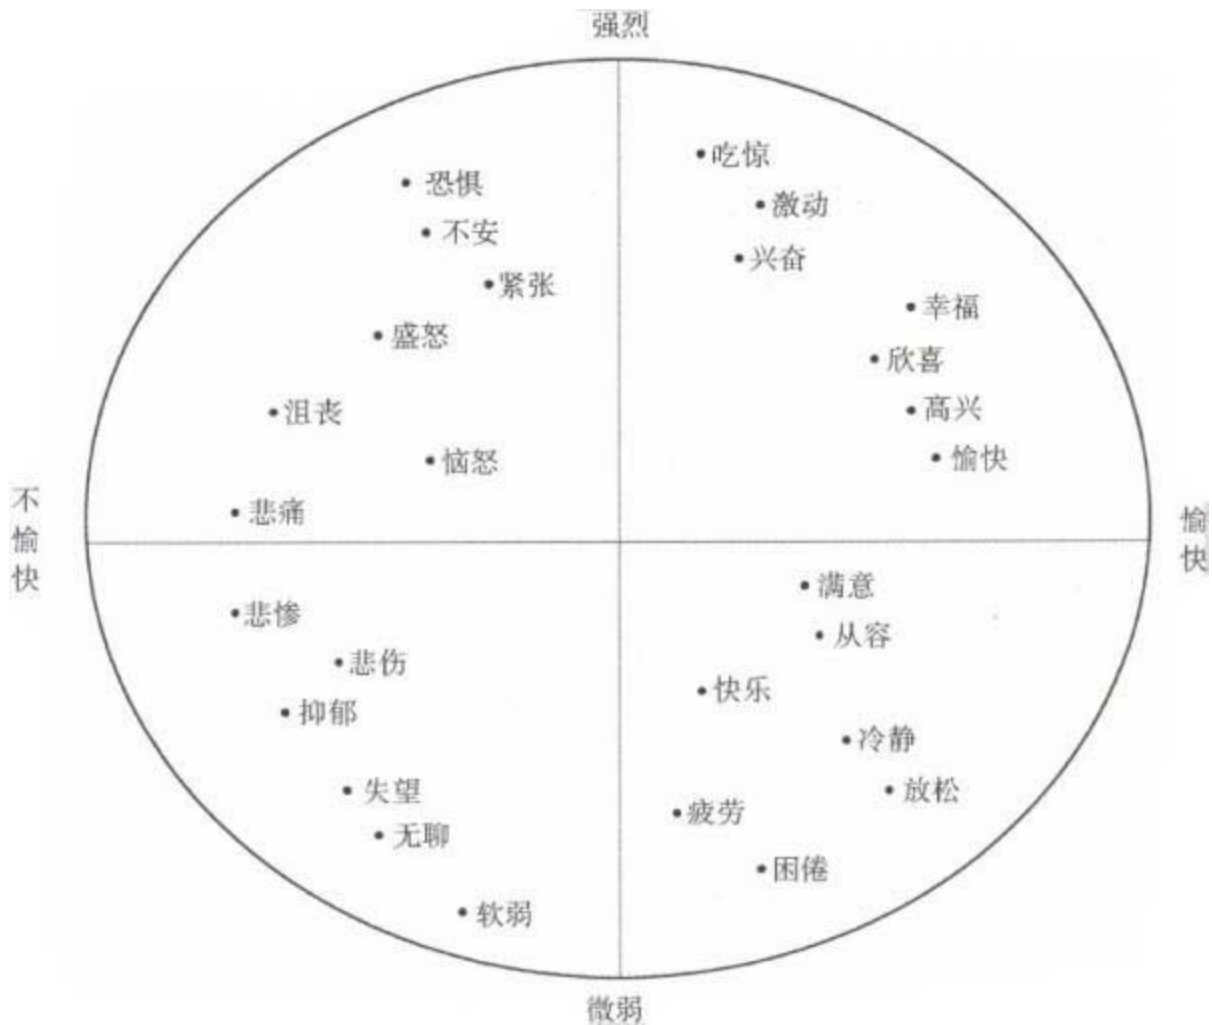 强烈
吃惊
恐惧
激动
不安
兴奋
紧张
幸福
盛怒
欣喜
沮丧
高兴
恼怒
愉快
悲痛
不愉快
愉快
满意
悲惨
从容
悲伤
快乐
抑郁
冷静
失望
放松
疲劳
无聊
困倦
软弱
微弱